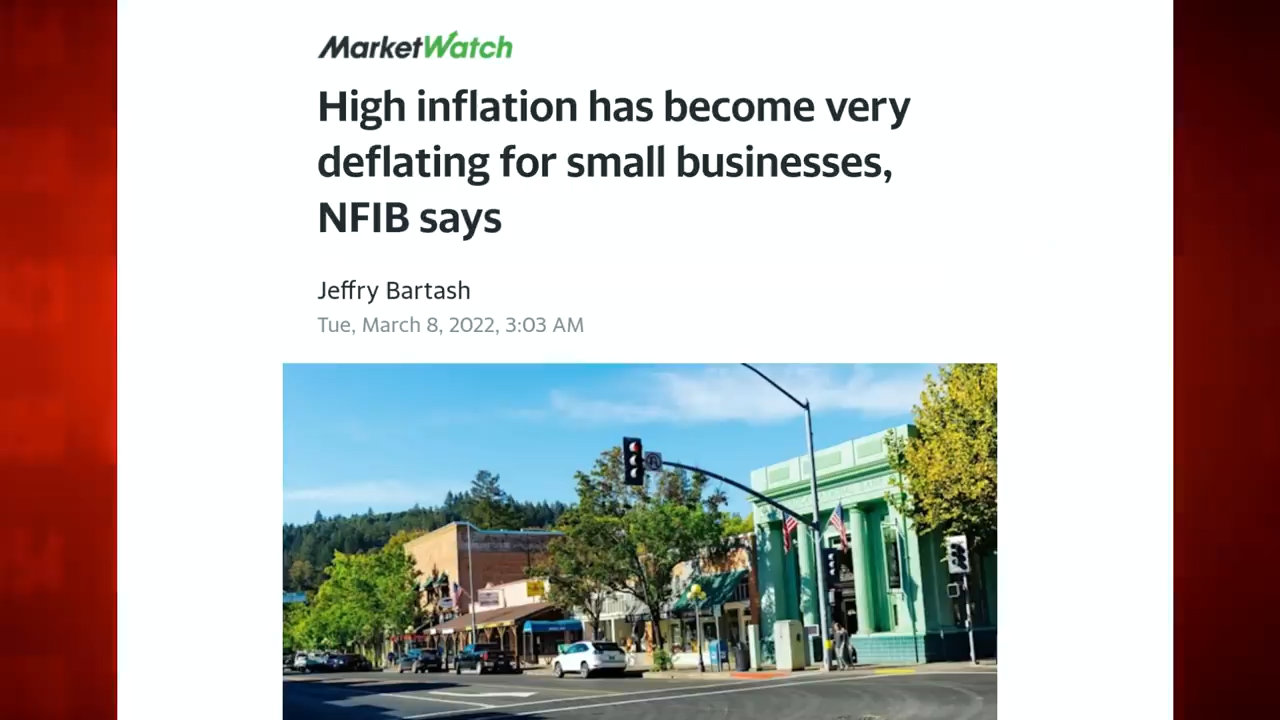 MarketWatch
High inflation has become very
deflating for small businesses,
NFIB says
Jeffry Bartash
Tue, March 8, 2022, 3:03 AM